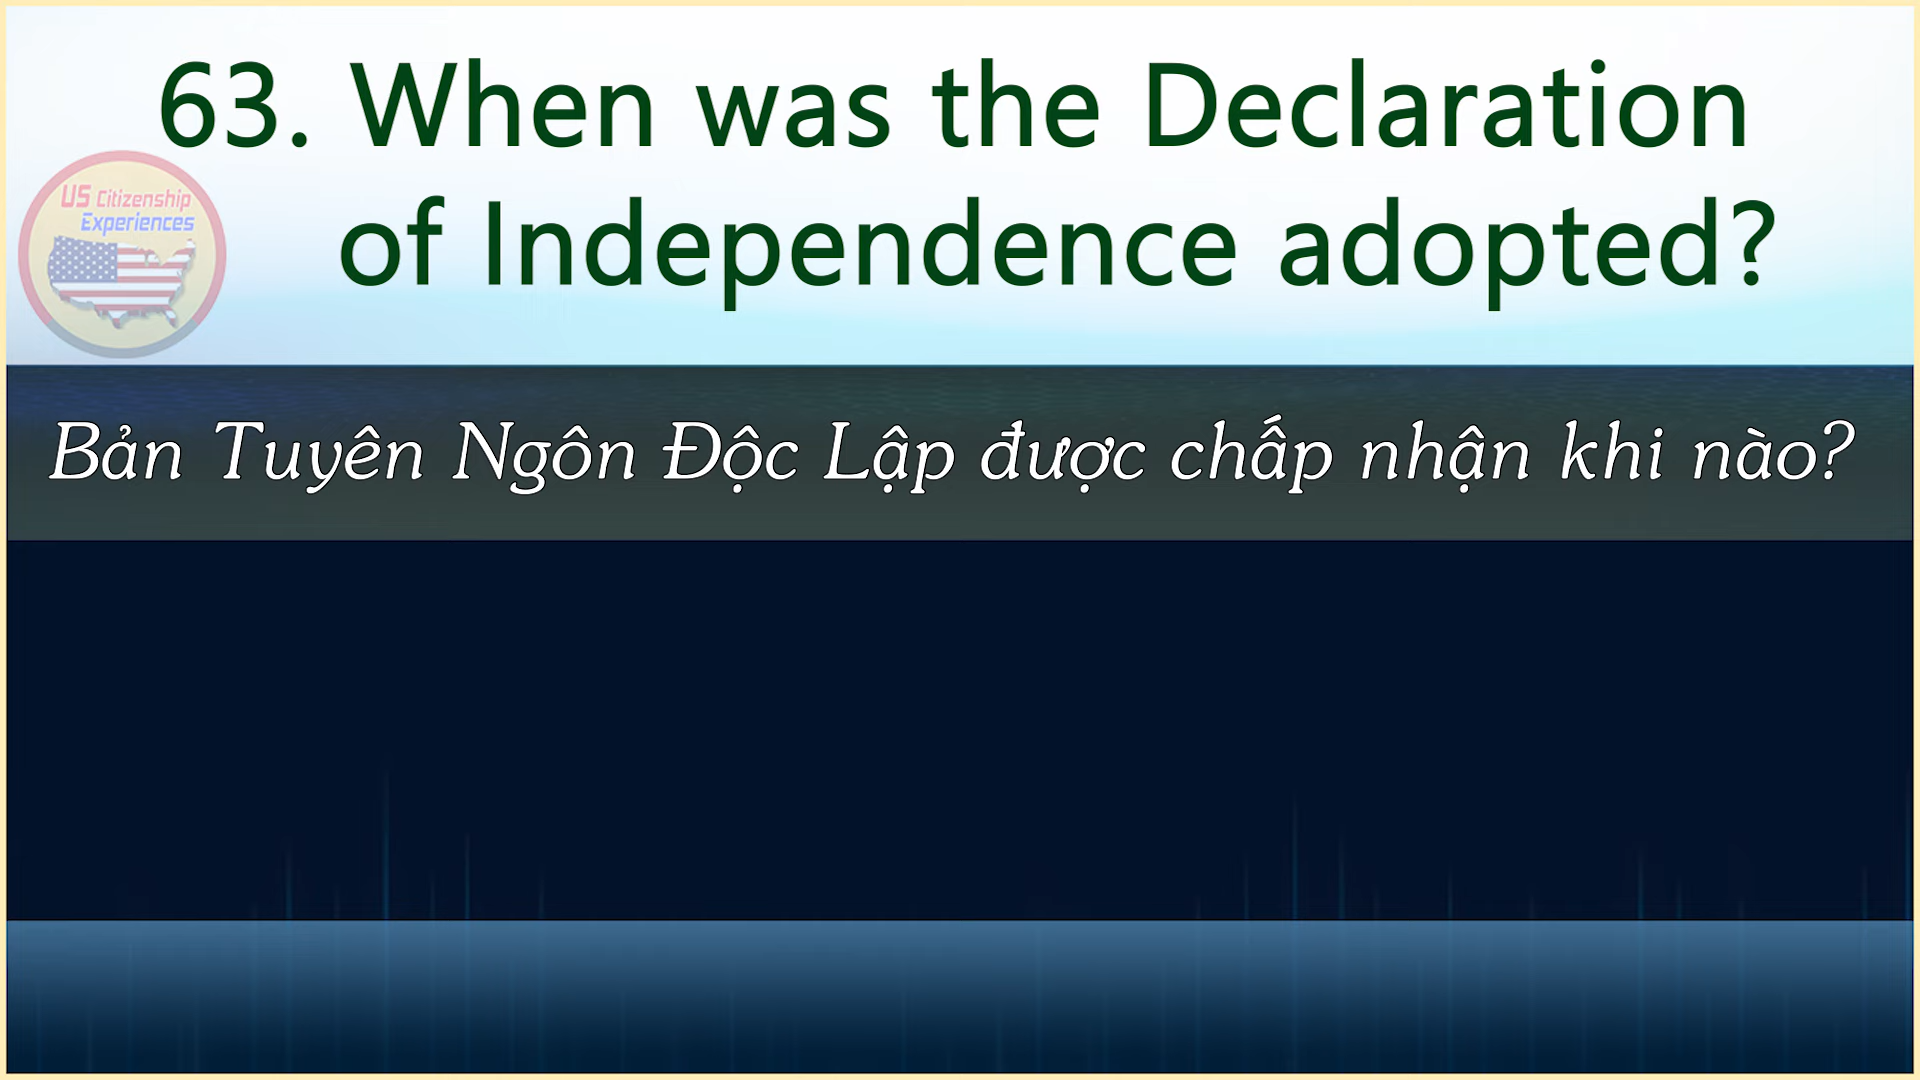 63. When was the Declaration
of Independence adopted?
US Citizenship
Experiences
Bản Tuyên Ngôn Độc Lập được chấp nhận khi nào?